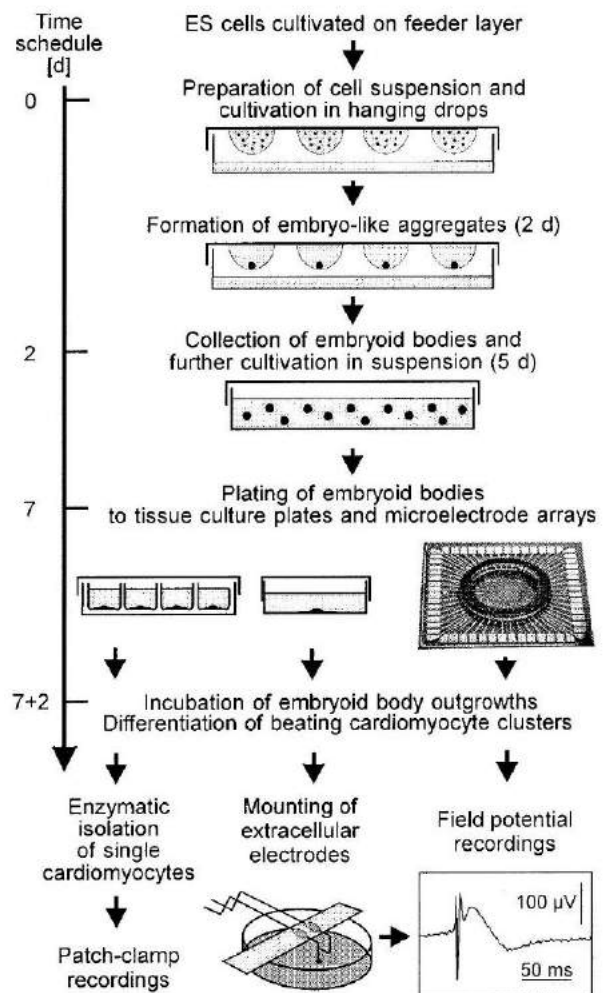 Time
schedule
[d]
ES cells cultivated on feeder layer
0
Preparation of cell suspension and
cultivation in hanging drops
Formation of embryo-like aggregates (2 d)
2
Collection of embryoid bodies and
further cultivation in suspension (5 d)
7
Plating of embryoid bodies
to tissue culture plates and microelectrode arrays
7+2
Incubation of embryoid body outgrowths
Differentiation of beating cardiomyocyte clusters
Enzymatic
isolation
of single
cardiomyocytes
Mounting of
extracellular
electrodes
Field potential
recordings
Patch-clamp
recordings
100 µV
50 ms